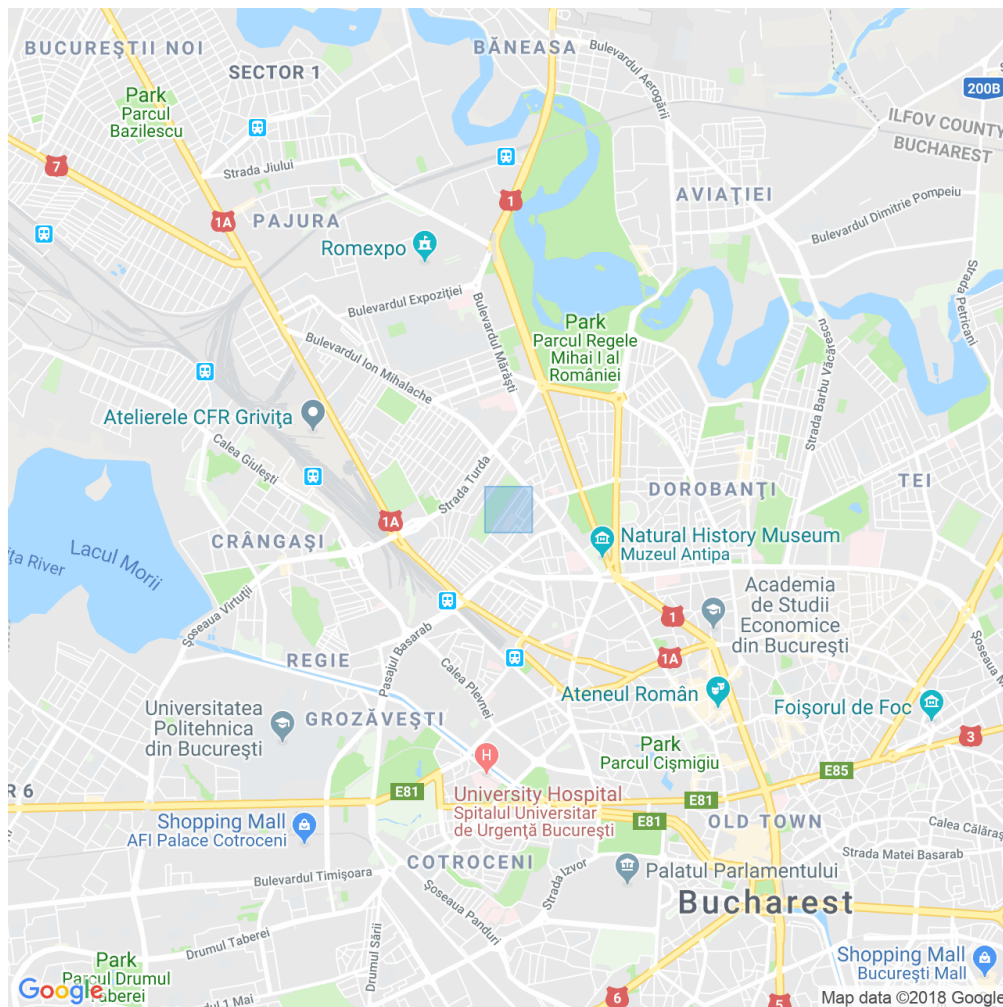 BUCUREŞTII NOI
BĂNEASA
Bulevardul Aerogării
SECTOR 1
200B
Park
Parcul
Bazilescu
ILFOV COUNTY
BUCHAREST
7
Strada Jiului
1
AVIAŢIEI
Bulevardul Dimitrie Pompeiu
1A
PAJURA
Romexpo
Strada Petricani
Bulevardul Expoziţiei
Bulevardul Mărăşti
Park
Parcul Regele
Mihai I al
României
Bulevardul Ion Mihalache
Strada Barbu Văcărescu
Atelierele CFR Griviţa
Calea Giuleşti
Strada Turda
DOROBANŢI
TEI
1A
CRÂNGAŞI
Natural History Museum
Muzeul Antipa
Lacul Morii
ţa River
Academia
de Studii
Economice
din Bucureşti
Şoseaua Virtuţii
1
REGIE
Pasajul Basarab
Calea Plevnei
1A
Şoseaua M
Ateneul Român
Foişorul de Foc
Universitatea
Politehnica
din Bucureşti
GROZĂVEŞTI
3
Park
Parcul Cişmigiu
H
E85
R 6
E81
University Hospital
Spitalul Universitar
de Urgenţă Bucureşti
E81
E81
OLD TOWN
Shopping Mall
AFI Palace Cotroceni
Calea Călăraş
COTROCENI
Strada Matei Basarab
Bulevardul Timişoara
Şoseaua Panduri
Strada Izvor
Palatul Parlamentului
Bucharest
Drumul Taberei
Drumul Sării
Shopping Mall
Bucureşti Mall
Park
Parcul Drumul
Taberei
Google
1 Mai
6
5
Map data ©2018 Google